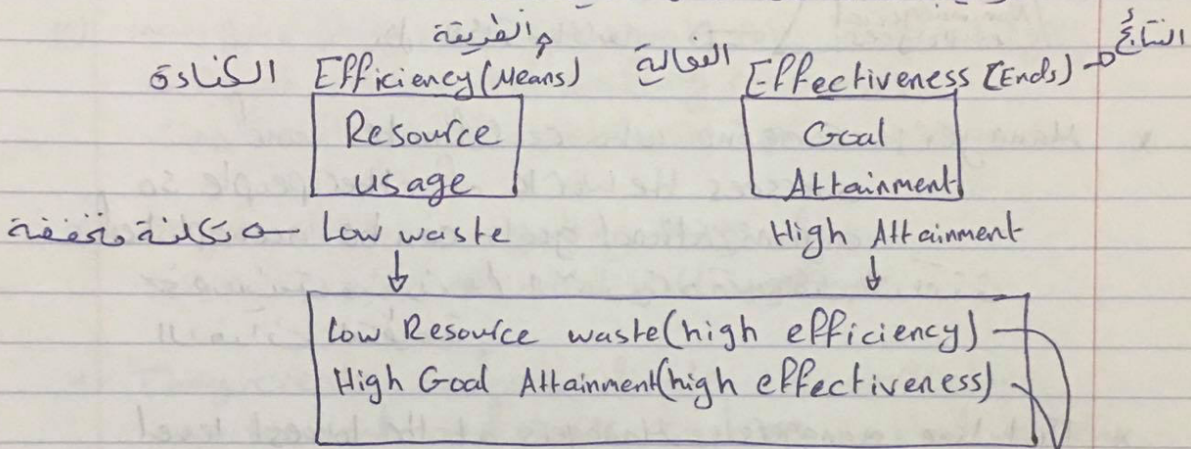 والطريقة
النتائج
الكفاءة Efficiency (Means) الفعالية Effectiveness (Ends)
Resource Goal
usage Attainment
تكلفة منخفضة Low waste High Attainment
Low Resource waste (high efficiency)
High Goal Attainment (high effectiveness)